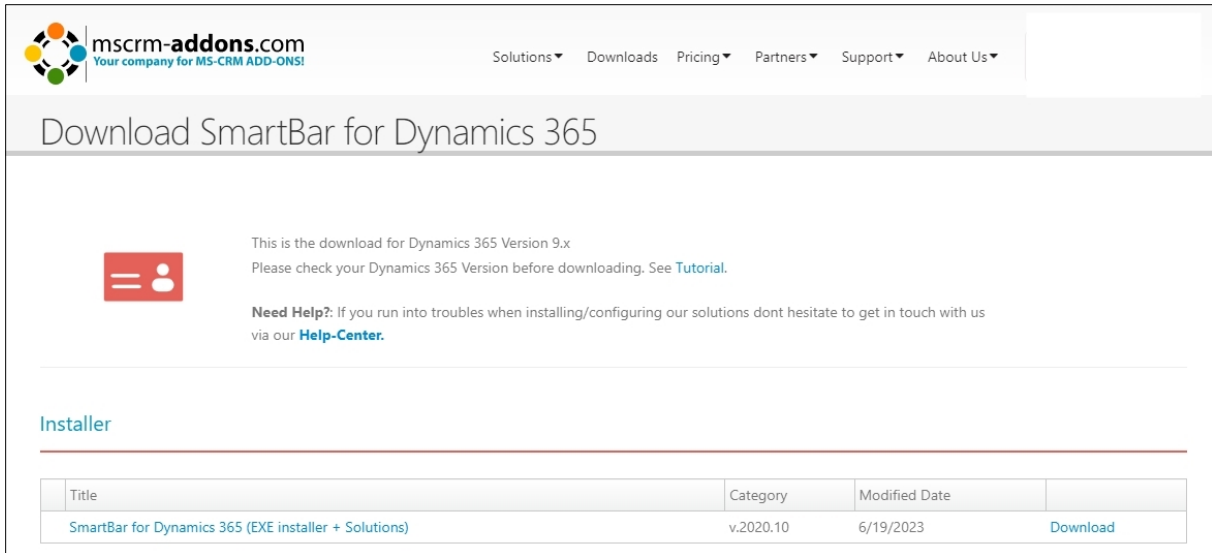 mscrm-addons.com
Your company for MS-CRM ADD-ONS!
Solutions Downloads Pricing Partners Support About Us
Download SmartBar for Dynamics 365
This is the download for Dynamics 365 Version 9.x
Please check your Dynamics 365 Version before downloading. See Tutorial.
Need Help?: If you run into troubles when installing/configuring our solutions dont hesitate to get in touch with us
via our Help-Center.
Installer
Title Category Modified Date
SmartBar for Dynamics 365 (EXE installer + Solutions) v.2020.10 6/19/2023 Download